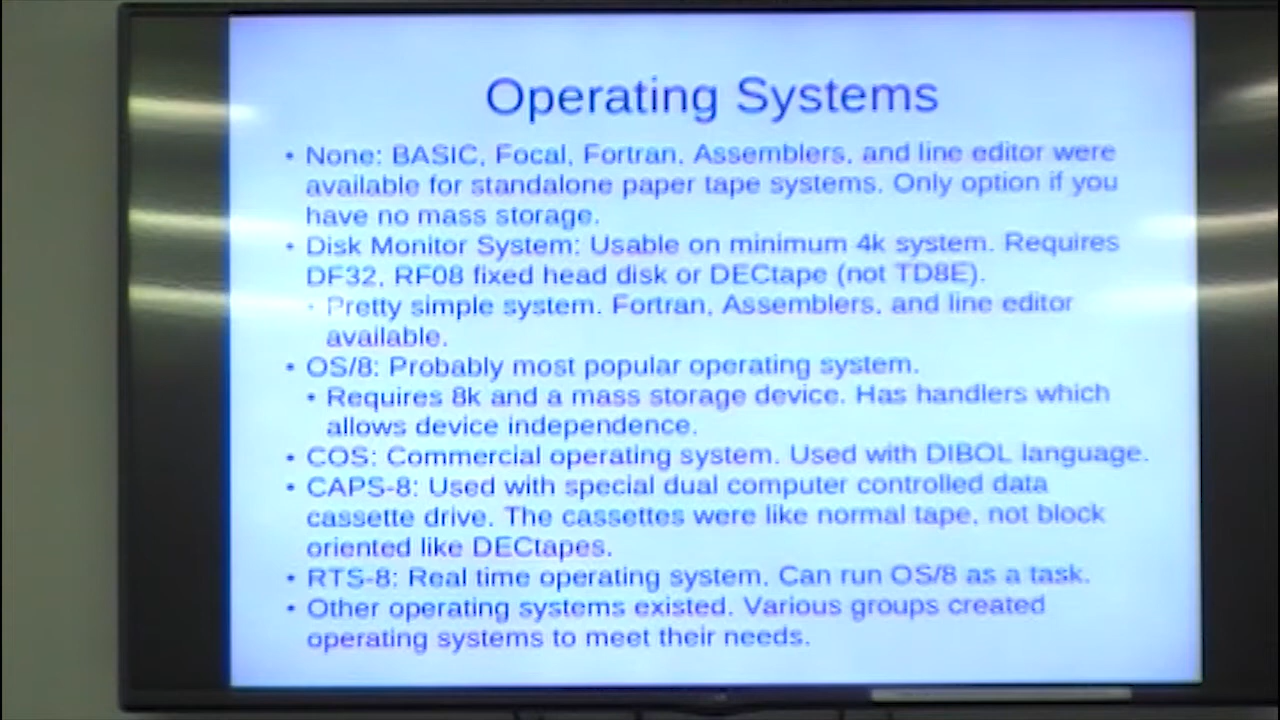 Operating Systems
• None: BASIC, Focal, Fortran, Assemblers, and line editor were
available for standalone paper tape systems. Only option if you
have no mass storage.
• Disk Monitor System: Usable on minimum 4k system. Requires
DF32, RF08 fixed head disk or DECtape (not TD8E).
• Pretty simple system. Fortran, Assemblers, and line editor
available.
• OS/8: Probably most popular operating system.
• Requires 8k and a mass storage device. Has handlers which
allows device independence.
• COS: Commercial operating system. Used with DIBOL language.
• CAPS-8: Used with special dual computer controlled data
cassette drive. The cassettes were like normal tape, not block
oriented like DECtapes.
• RTS-8: Real time operating system. Can run OS/8 as a task.
• Other operating systems existed. Various groups created
operating systems to meet their needs.